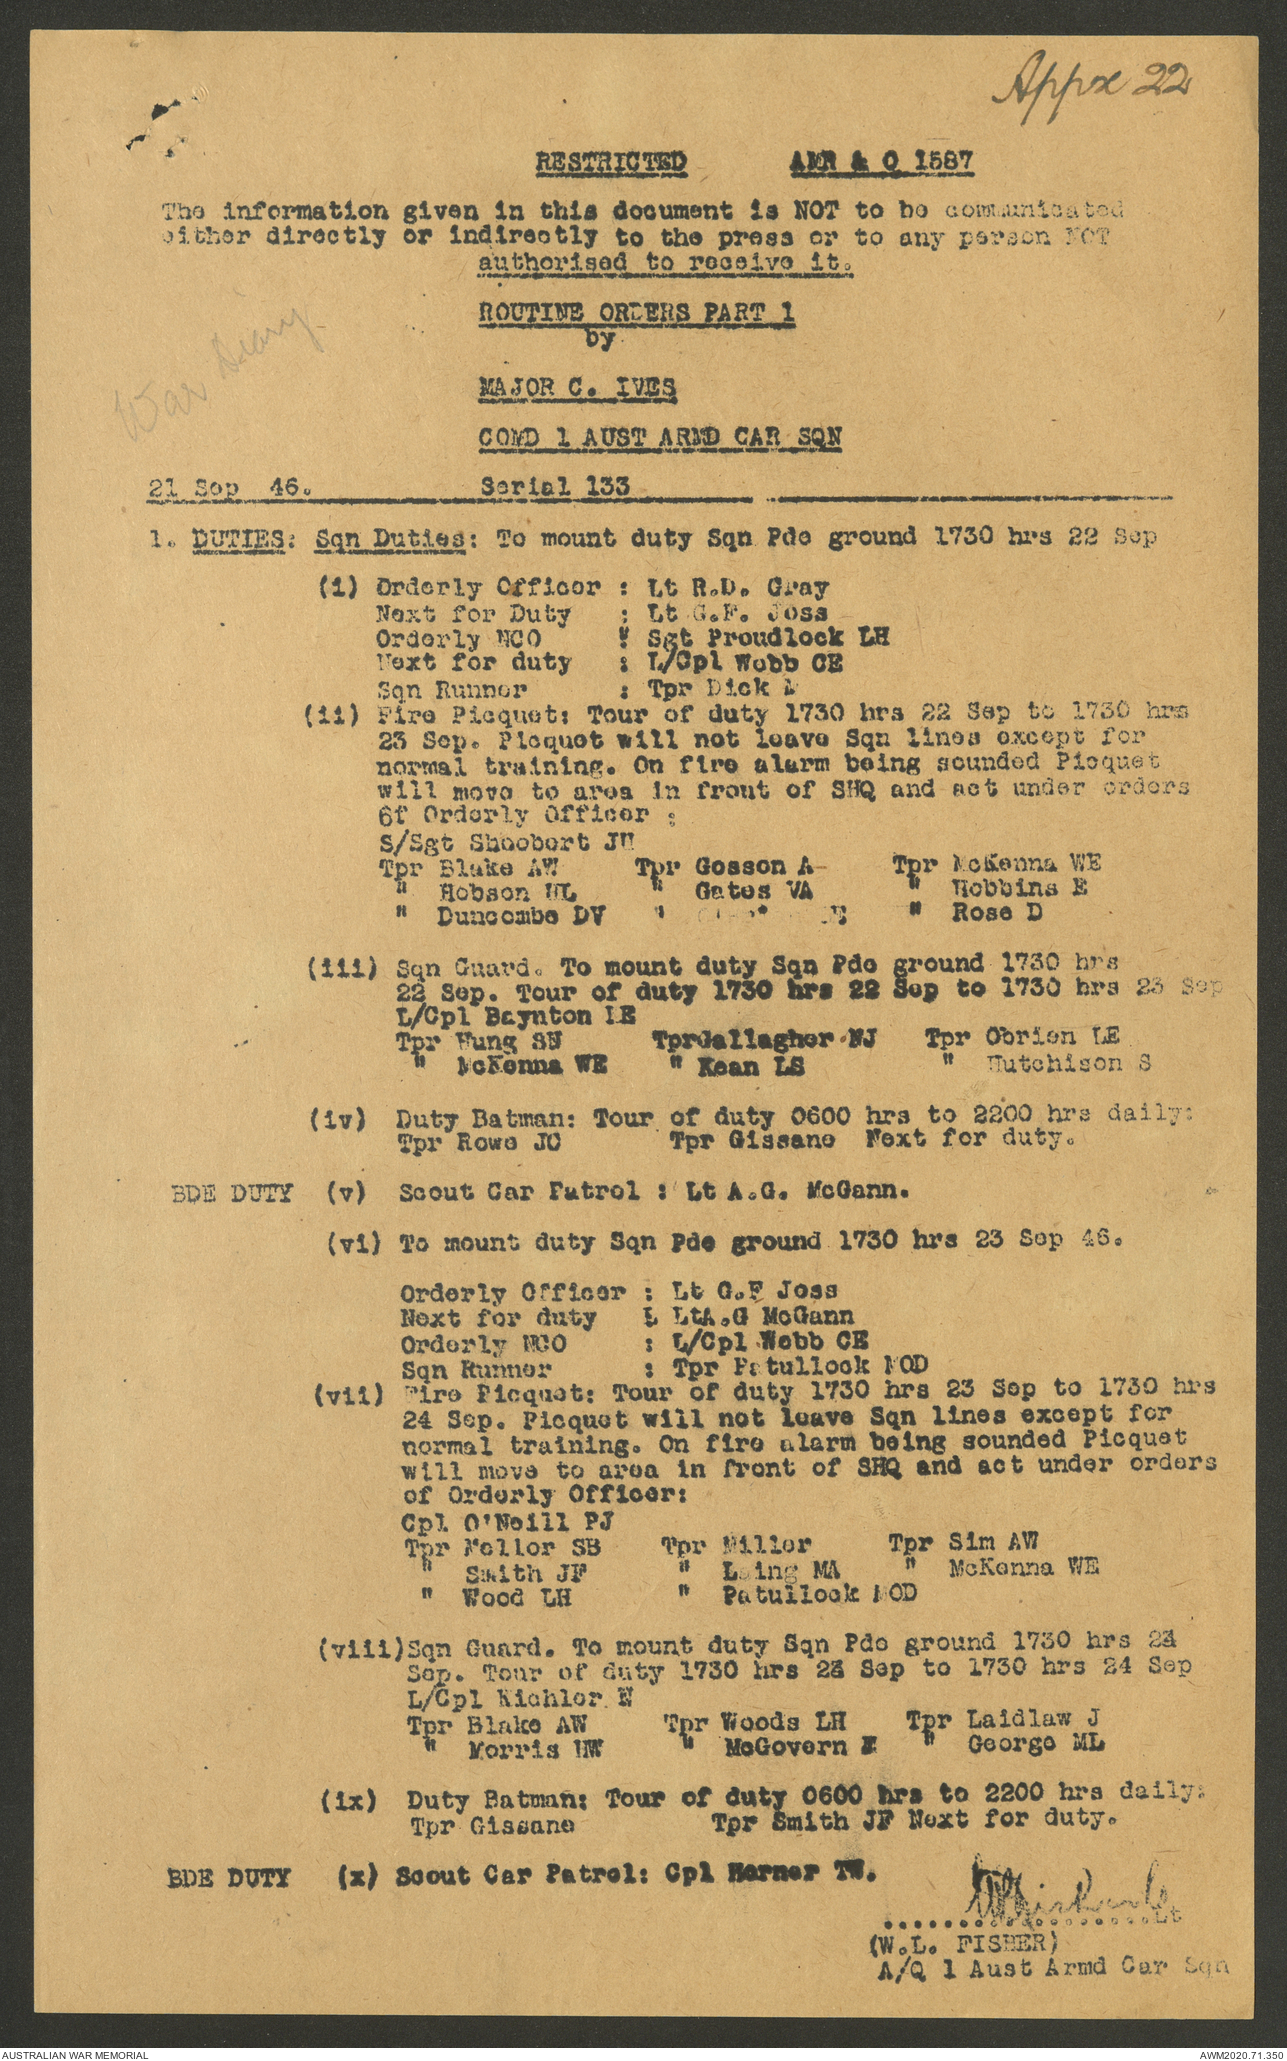 Appx 22
RESTRICTED AMR & O 1587
The information given in this document is NOT to be communicated
either directly or indirectly to the press or to any person NOT
authorised to receive it.
War Diary
ROUTINE ORDERS PART 1
by
MAJOR C. IVES
COMD 1 AUST ARMD CAR SQN
21 Sep 46. Serial 133
1. DUTIES: Sqn Duties: To mount duty Sqn Pde ground 1730 hrs 22 Sep
(i) Orderly Officer : Lt R.D. Gray
Next for Duty : Lt G.F. Joss
Orderly NCO " Sgt Proudlock LH
Next for duty : L/Cpl Webb CE
Sqn Runner : Tpr Dick
(ii) Fire Picquet: Tour of duty 1730 hrs 22 Sep to 1730 hrs
23 Sep. Picquet will not leave Sqn lines except for
normal training. On fire alarm being sounded Picquet
will move to area in frout of SHQ and act under orders
6f Orderly Officer :
S/Sgt Shoobert JH
Tpr Blake AW Tpr Gosson A Tpr McKenna WE
" Hobson HL " Gates VA " Hobbins E
" Duncombe DV " " Rose D
(iii) Sqn Guard. To mount duty Sqn Pde ground 1730 hrs
22 Sep. Tour of duty 1730 hrs 22 Sep to 1730 hrs 23 Sep
L/Cpl Baynton LE
Tpr Hung SN TprGallagher NJ Tpr Obrien LE
" McKenna WE " Kean LS " Hutchison S
(iv) Duty Batman: Tour of duty 0600 hrs to 2200 hrs daily:
Tpr Rowe JC Tpr Gissane Next for duty.
BDE DUTY (v) Scout Car Patrol : Lt A.G. McGann.
(vi) To mount duty Sqn Pde ground 1730 hrs 23 Sep 46.
Orderly Officer : Lt G.F Joss
Next for duty : LtA.G McGann
Orderly NCO : L/Cpl Webb CE
Sqn Runner : Tpr Patullock MOD
(vii) Fire Picquet: Tour of duty 1730 hrs 23 Sep to 1730 hrs
24 Sep. Picquet will not leave Sqn lines except for
normal training. On fire alarm being sounded Picquet
will move to area in front of SHQ and act under orders
of Orderly Officer:
Cpl O'Neill PJ
Tpr Mellor SB Tpr Miller Tpr Sim AW
" Smith JF " Laing MA " McKenna WE
" Wood LH " Patullock MOD
(viii)Sqn Guard. To mount duty Sqn Pde ground 1730 hrs 23
Sep. Tour of duty 1730 hrs 23 Sep to 1730 hrs 24 Sep
L/Cpl Kichler N
Tpr Blake AW Tpr Woods LH Tpr Laidlaw J
" Morris HW " McGovern " George ML
(ix) Duty Batman: Tour of duty 0600 hrs to 2200 hrs daily:
Tpr Gissane Tpr Smith JF Next for duty.
BDE DUTY (x) Scout Car Patrol: Cpl Horner TW.
.....................Lt
(W.L. FISHER)
A/Q 1 Aust Armd Car Sqn
AUSTRALIAN WAR MEMORIAL AWM2020.71.350